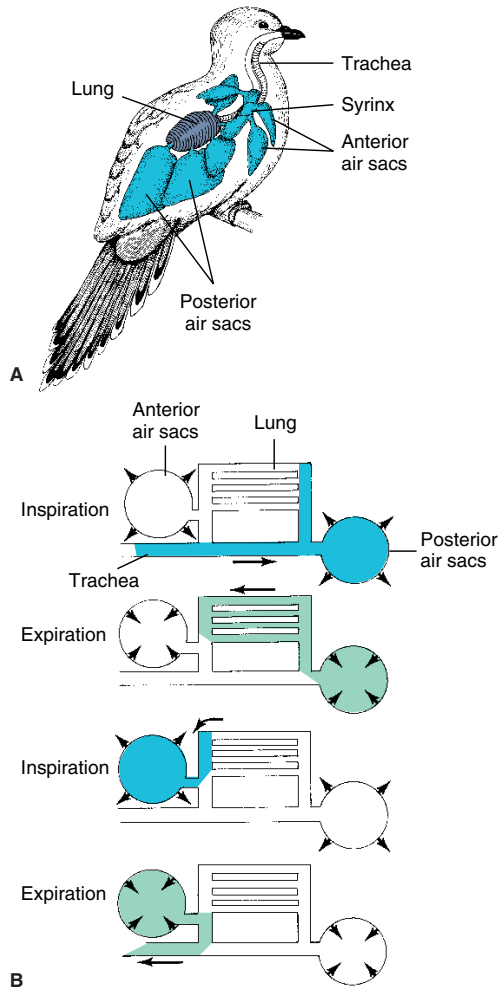 Trachea
Lung
Syrinx
Anterior
air sacs
Posterior
air sacs
A
Anterior
air sacs
Lung
Inspiration
Posterior
air sacs
Trachea
Expiration
Inspiration
Expiration
B